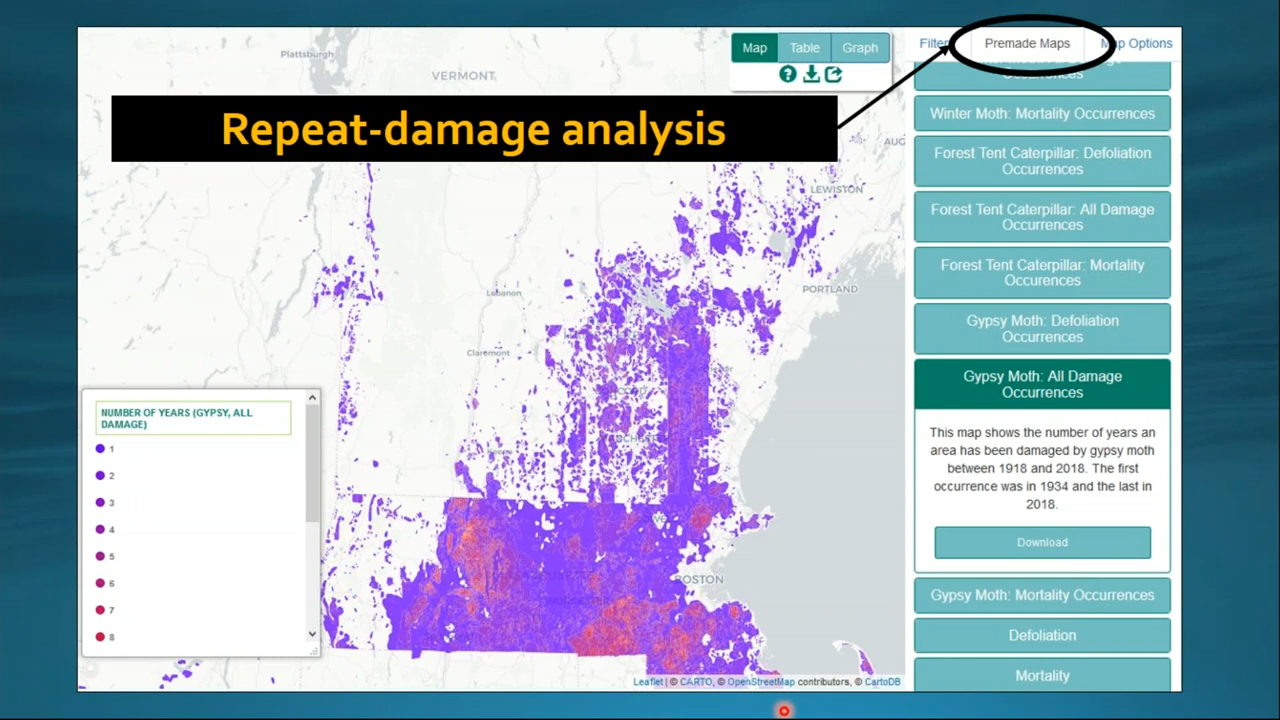 Plattsburgh
VERMONT
Map
Table
Graph
Premade Maps
Map Options
Repeat-damage analysis
AUG
LEWISTON
Lebanon
PORTLAND
Claremont
BOSTON
NUMBER OF YEARS (GYPSY, ALL
DAMAGE)
1
2
3
4
5
6
7
8
Leaflet | © CARTO, © OpenStreetMap contributors, © CartoDB
Occurrences
Winter Moth: Mortality Occurrences
Forest Tent Caterpillar: Defoliation
Occurrences
Forest Tent Caterpillar: All Damage
Occurrences
Forest Tent Caterpillar: Mortality
Occurences
Gypsy Moth: Defoliation
Occurrences
Gypsy Moth: All Damage
Occurrences
This map shows the number of years an
area has been damaged by gypsy moth
between 1918 and 2018. The first
occurrence was in 1934 and the last in
2018.
Download
Gypsy Moth: Mortality Occurrences
Defoliation
Mortality